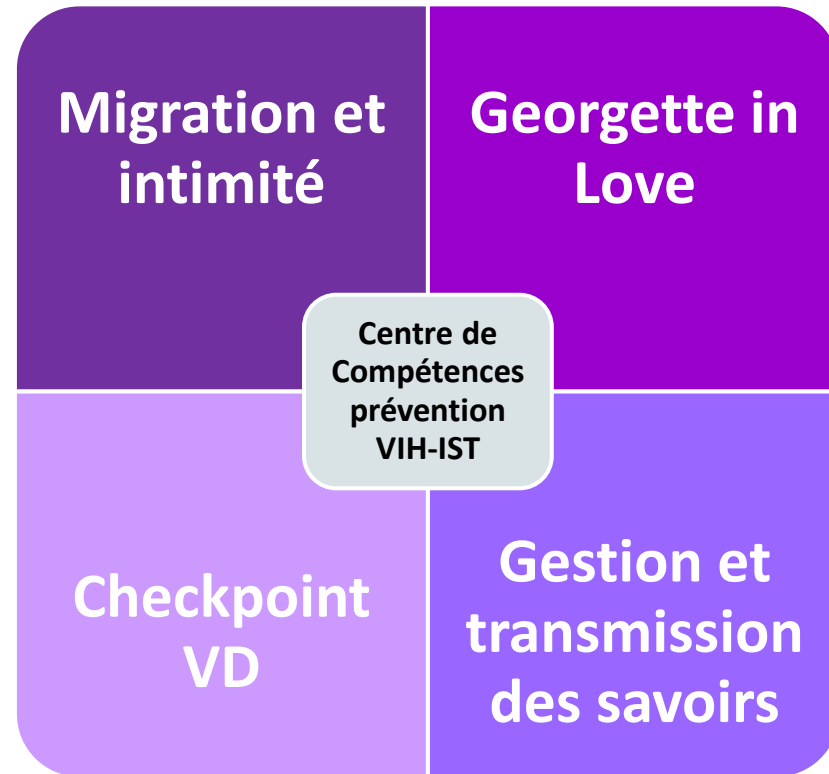 Migration et
intimité
Georgette in
Love
Centre de
Compétences
prévention
VIH-IST
Checkpoint
VD
Gestion et
transmission
des savoirs